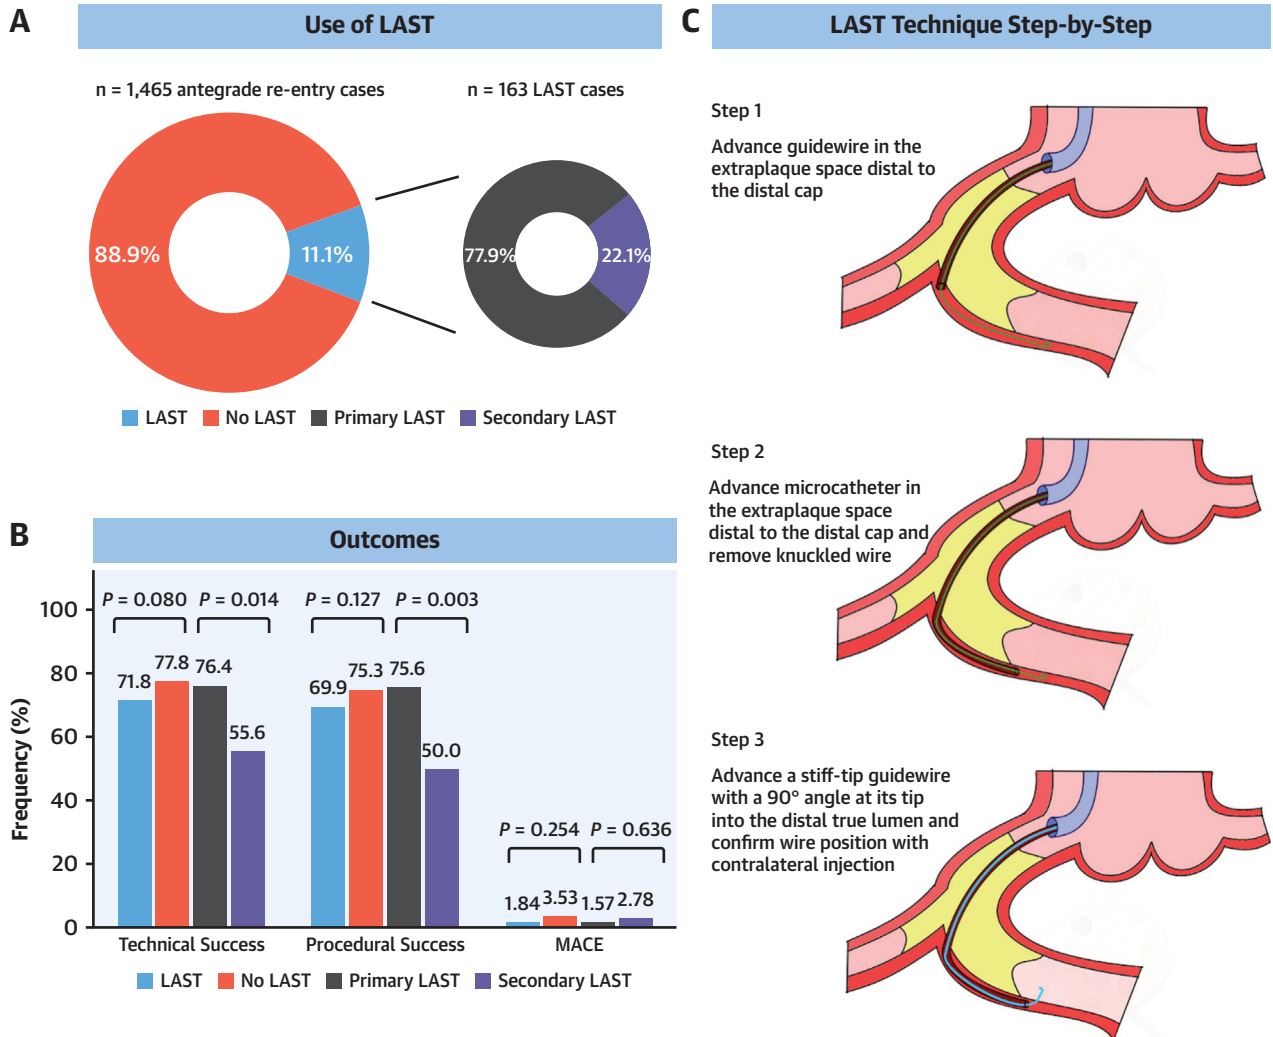 A
Use of LAST
n = 1,465 antegrade re-entry cases
n = 163 LAST cases
88.9%
11.1%
77.9%
22.1%
LAST
No LAST
Primary LAST
Secondary LAST
B
Outcomes
Frequency (%)
100
80
60
40
20
0
P = 0.080
P = 0.014
P = 0.127
P = 0.003
P = 0.254
P = 0.636
71.8
77.8
76.4
55.6
69.9
75.3
75.6
50.0
1.84
3.53
1.57
2.78
Technical Success
Procedural Success
MACE
LAST
No LAST
Primary LAST
Secondary LAST
C
LAST Technique Step-by-Step
Step 1
Advance guidewire in the
extraplaque space distal to
the distal cap
Step 2
Advance microcatheter in
the extraplaque space
distal to the distal cap and
remove knuckled wire
Step 3
Advance a stiff-tip guidewire
with a 90° angle at its tip
into the distal true lumen and
confirm wire position with
contralateral injection